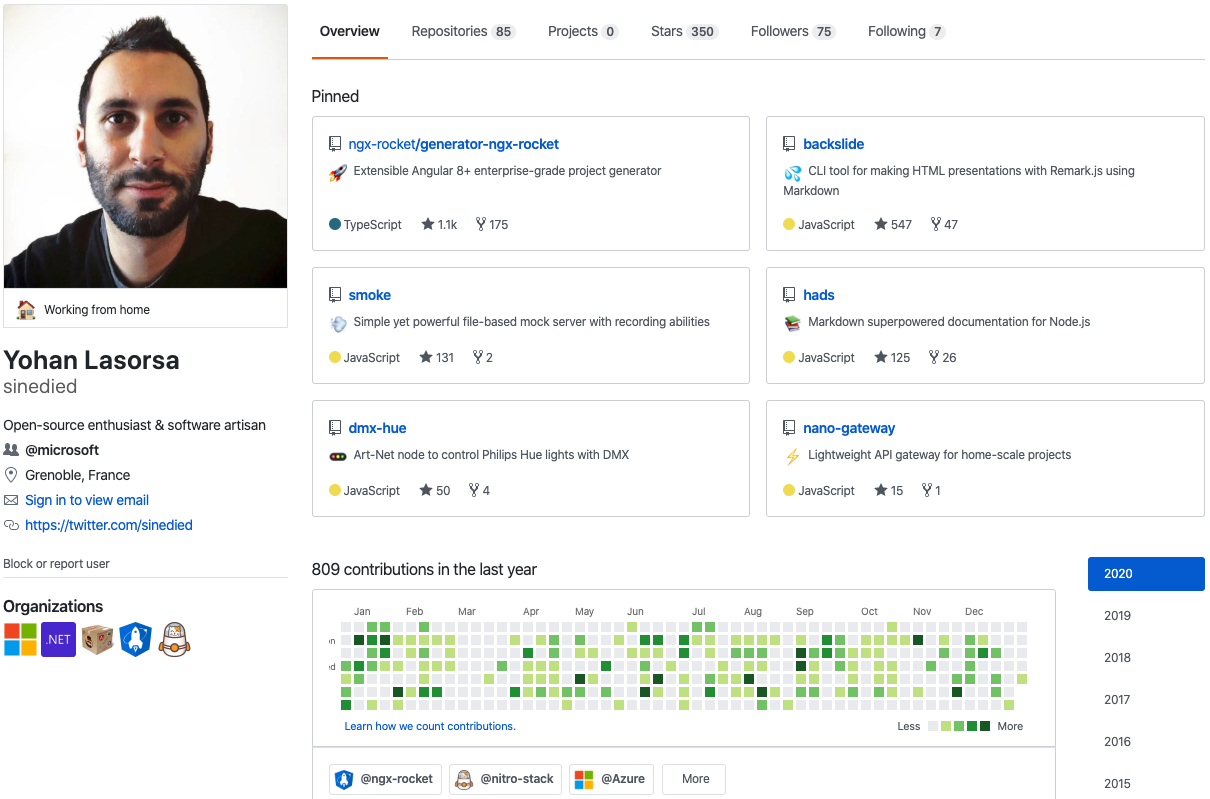 Overview Repositories 85 Projects 0 Stars 350 Followers 75 Following 7
Working from home
Yohan Lasorsa
sinedied
Open-source enthusiast & software artisan
@microsoft
Grenoble, France
Sign in to view email
https://twitter.com/sinedied
Block or report user
Organizations
.NET
Pinned
ngx-rocket/generator-ngx-rocket
Extensible Angular 8+ enterprise-grade project generator
TypeScript 1.1k 175
backslide
CLI tool for making HTML presentations with Remark.js using
Markdown
JavaScript 547 47
smoke
Simple yet powerful file-based mock server with recording abilities
JavaScript 131 2
hads
Markdown superpowered documentation for Node.js
JavaScript 125 26
dmx-hue
Art-Net node to control Philips Hue lights with DMX
JavaScript 50 4
nano-gateway
Lightweight API gateway for home-scale projects
JavaScript 15 1
809 contributions in the last year
Jan Feb Mar Apr May Jun Jul Aug Sep Oct Nov Dec
Learn how we count contributions.
Less More
@ngx-rocket @nitro-stack @Azure More
2020
2019
2018
2017
2016
2015